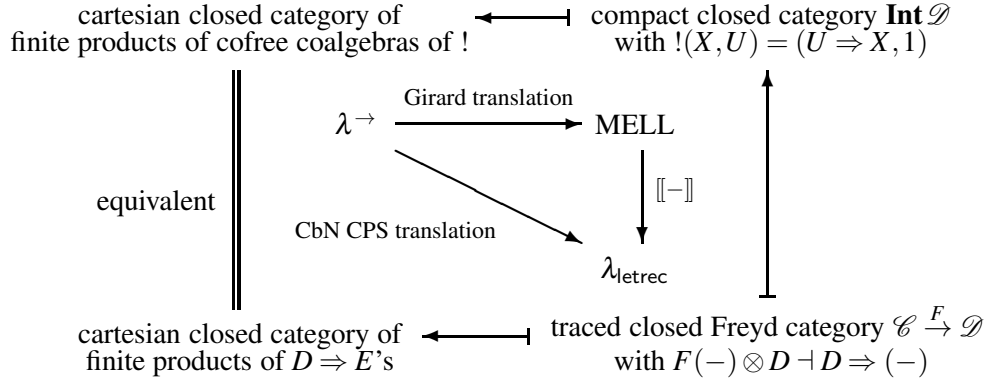 cartesian closed category of
finite products of cofree coalgebras of !
compact closed category Int 𝒟
with !(X,U) = (U ⇒ X,1)
Girard translation
λ→
MELL
equivalent
⟦−⟧
CbN CPS translation
λletrec
cartesian closed category of
finite products of D ⇒ E's
traced closed Freyd category 𝒞 →F 𝒟
with F(−) ⊗ D ⊣ D ⇒ (−)